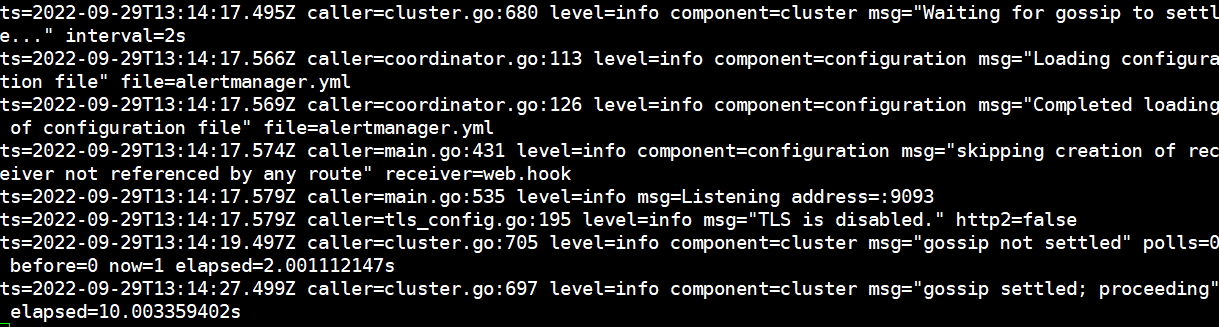 ts=2022-09-29T13:14:17.495Z caller=cluster.go:680 level=info component=cluster msg="Waiting for gossip to settl
e..." interval=2s
ts=2022-09-29T13:14:17.566Z caller=coordinator.go:113 level=info component=configuration msg="Loading configura
tion file" file=alertmanager.yml
ts=2022-09-29T13:14:17.569Z caller=coordinator.go:126 level=info component=configuration msg="Completed loading
 of configuration file" file=alertmanager.yml
ts=2022-09-29T13:14:17.574Z caller=main.go:431 level=info component=configuration msg="skipping creation of rec
eiver not referenced by any route" receiver=web.hook
ts=2022-09-29T13:14:17.579Z caller=main.go:535 level=info msg=Listening address=:9093
ts=2022-09-29T13:14:17.579Z caller=tls_config.go:195 level=info msg="TLS is disabled." http2=false
ts=2022-09-29T13:14:19.497Z caller=cluster.go:705 level=info component=cluster msg="gossip not settled" polls=0
 before=0 now=1 elapsed=2.001112147s
ts=2022-09-29T13:14:27.499Z caller=cluster.go:697 level=info component=cluster msg="gossip settled; proceeding"
 elapsed=10.003359402s